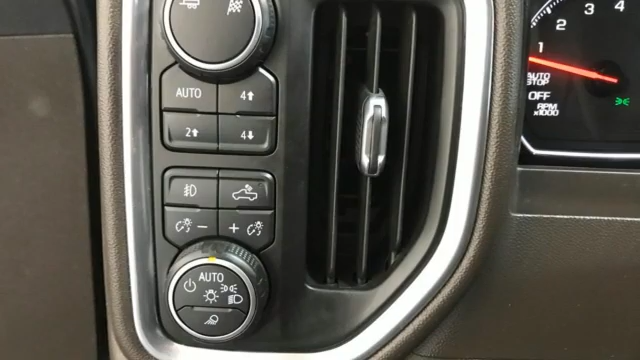 AUTO 4↑
2↑ 4↓
− +
AUTO
1 2 3 4
AUTO
STOP
OFF
RPM
x1000